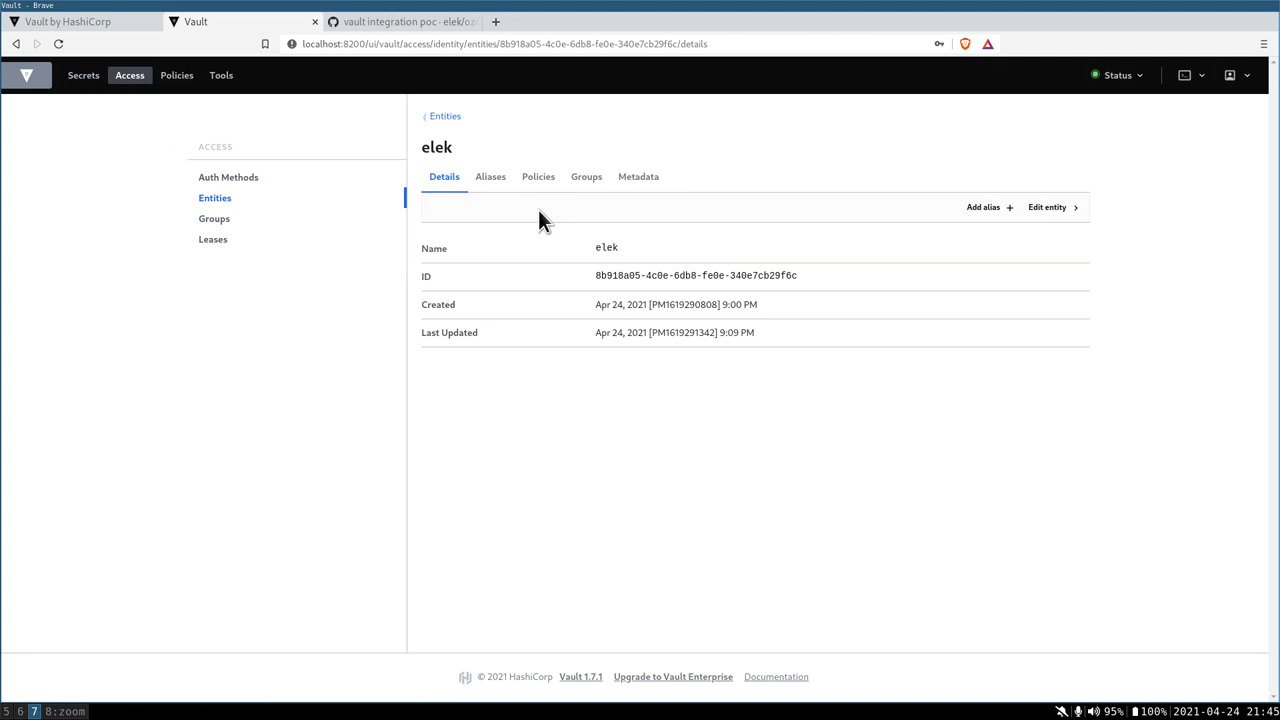 Vault - Brave
Vault by HashiCorp
Vault
vault integration poc · elek/oz
localhost:8200/ui/vault/access/identity/entities/8b918a05-4c0e-6db8-fe0e-340e7cb29f6c/details
Secrets Access Policies Tools Status
Entities
elek
ACCESS
Auth Methods
Entities
Groups
Leases
Details Aliases Policies Groups Metadata
Add alias Edit entity
Name elek
ID 8b918a05-4c0e-6db8-fe0e-340e7cb29f6c
Created Apr 24, 2021 [PM1619290808] 9:00 PM
Last Updated Apr 24, 2021 [PM1619291342] 9:09 PM
© 2021 HashiCorp Vault 1.7.1 Upgrade to Vault Enterprise Documentation
5 6 7 8:zoom 95% 100% 2021-04-24 21:45